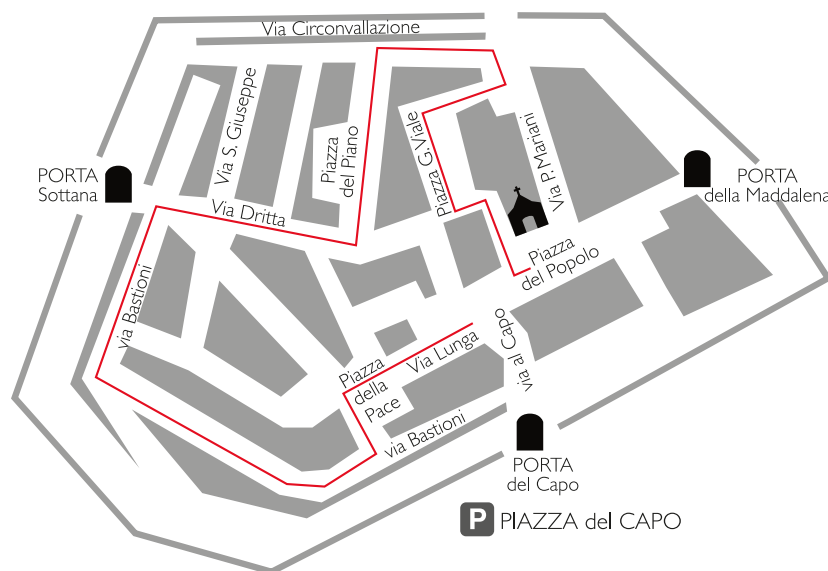 Via Circonvallazione
Via S. Giuseppe
Piazza
del Piano
Piazza G.Viale
Via P. Mariani
PORTA
Sottana
PORTA
della Maddalena
Via Dritta
Piazza
del Popolo
via Bastioni
Piazza
della
Pace
Via Lunga
via al Capo
via Bastioni
PORTA
del Capo
P PIAZZA del CAPO